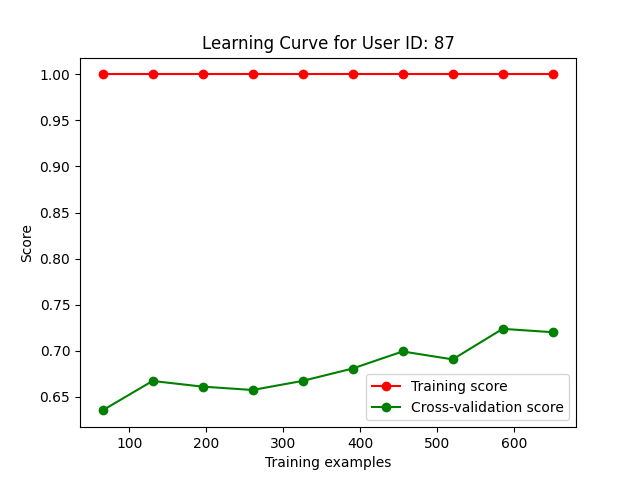 Learning Curve for User ID: 87
1.00
0.95
0.90
0.85
0.80
0.75
0.70
0.65
Score
Training score
Cross-validation score
100 200 300 400 500 600
Training examples